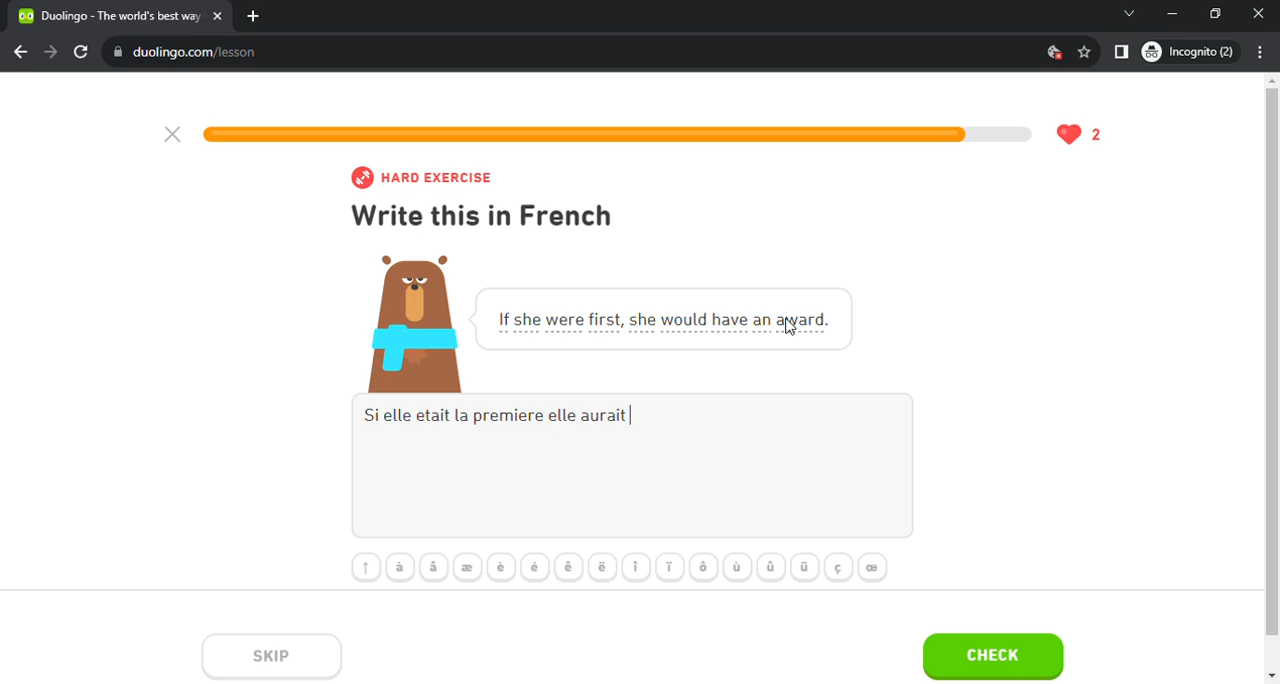 Duolingo - The world's best way
duolingo.com/lesson
Incognito (2)
2
HARD EXERCISE
Write this in French
If she were first, she would have an award.
Si elle etait la premiere elle aurait
↑ à â æ è é ê ë î ï ô ù û ü ç œ
SKIP
CHECK